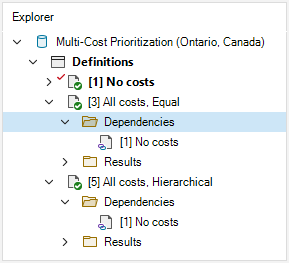 Explorer
Multi-Cost Prioritization (Ontario, Canada)
Definitions
[1] No costs
[3] All costs, Equal
Dependencies
[1] No costs
Results
[5] All costs, Hierarchical
Dependencies
[1] No costs
Results